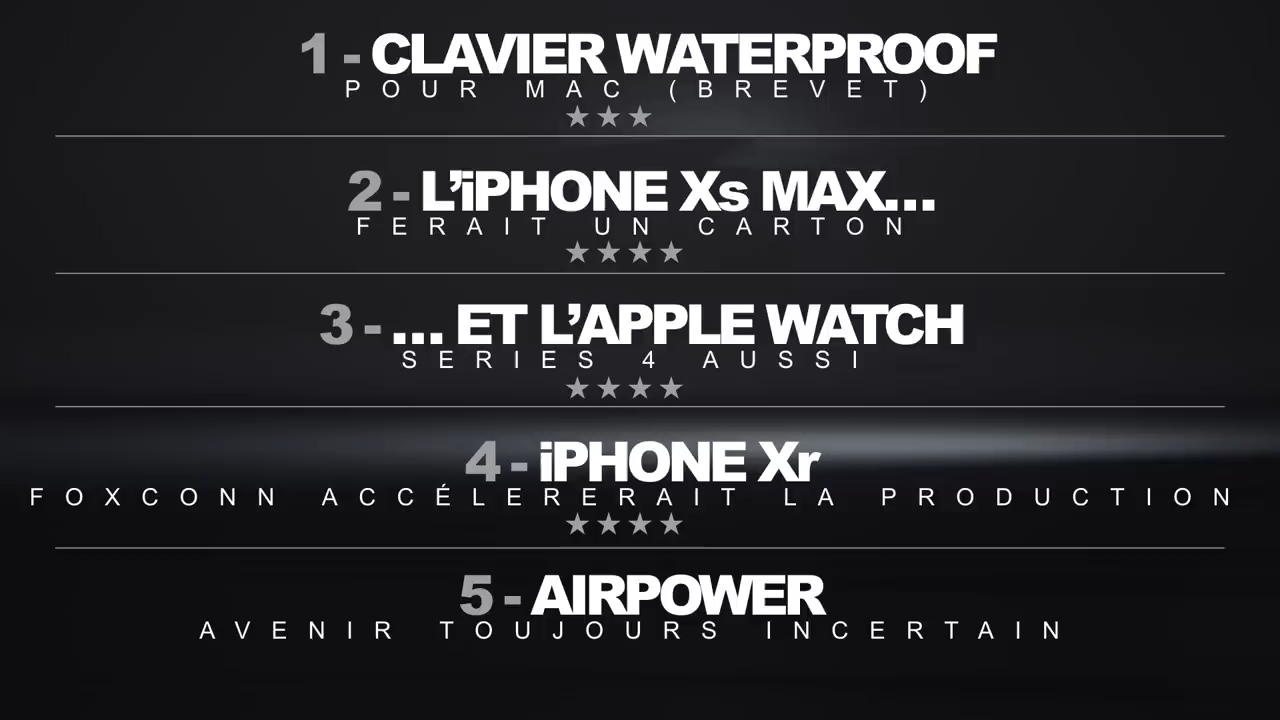 1 - CLAVIER WATERPROOF
POUR MAC (BREVET)
★★★
2 - L’iPHONE Xs MAX...
FERAIT UN CARTON
★★★★
3 - ... ET L’APPLE WATCH
SERIES 4 AUSSI
★★★★
4 - iPHONE Xr
FOXCONN ACCÉLERERAIT LA PRODUCTION
★★★★
5 - AIRPOWER
AVENIR TOUJOURS INCERTAIN